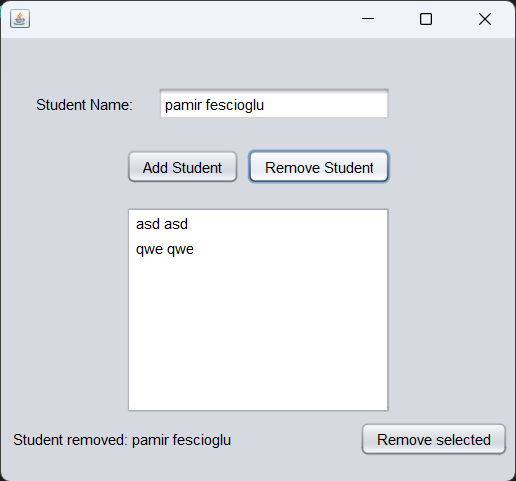 Student Name: pamir fescioglu
Add Student Remove Student
asd asd
qwe qwe
Student removed: pamir fescioglu Remove selected